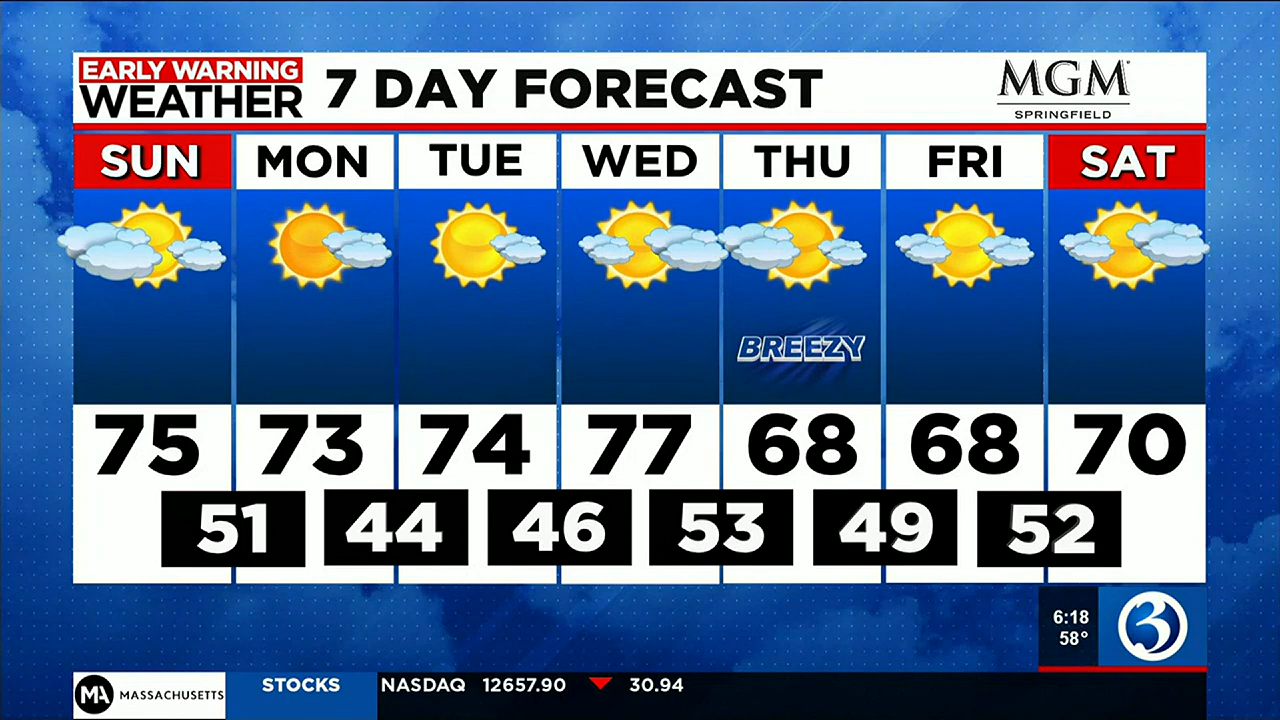 EARLY WARNING
WEATHER
7 DAY FORECAST
MGM
SPRINGFIELD
SUN MON TUE WED THU FRI SAT
BREEZY
75 73 74 77 68 68 70
51 44 46 53 49 52
6:18
58°
3
MA MASSACHUSETTS STOCKS NASDAQ 12657.90 30.94